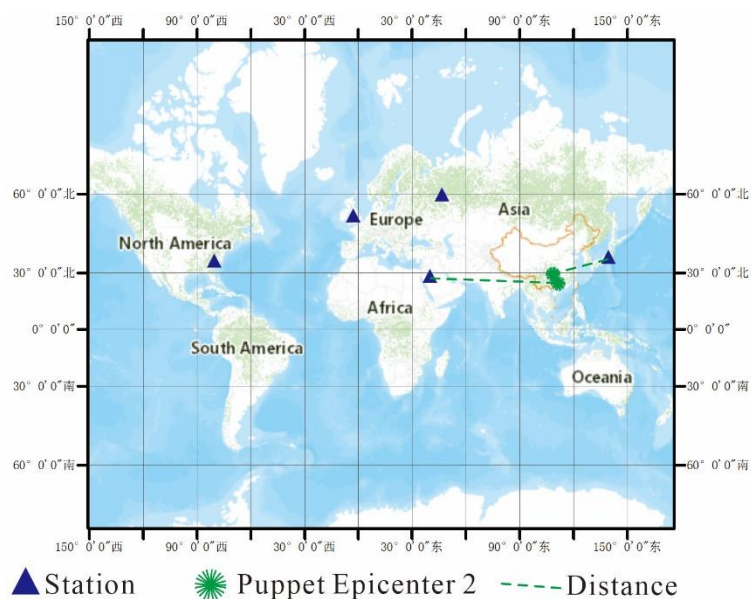 150° 0'0"西 90° 0'0"西 30° 0'0"西 30° 0'0"东 90° 0'0"东 150° 0'0"东
60° 0'0"北 60° 0'0"北
Europe Asia
North America
30° 0'0"北 30° 0'0"北
Africa
0° 0'0" 0° 0'0"
South America
Oceania
30° 0'0"南 30° 0'0"南
60° 0'0"南 60° 0'0"南
150° 0'0"西 90° 0'0"西 30° 0'0"西 30° 0'0"东 90° 0'0"东 150° 0'0"东
Station Puppet Epicenter 2 Distance